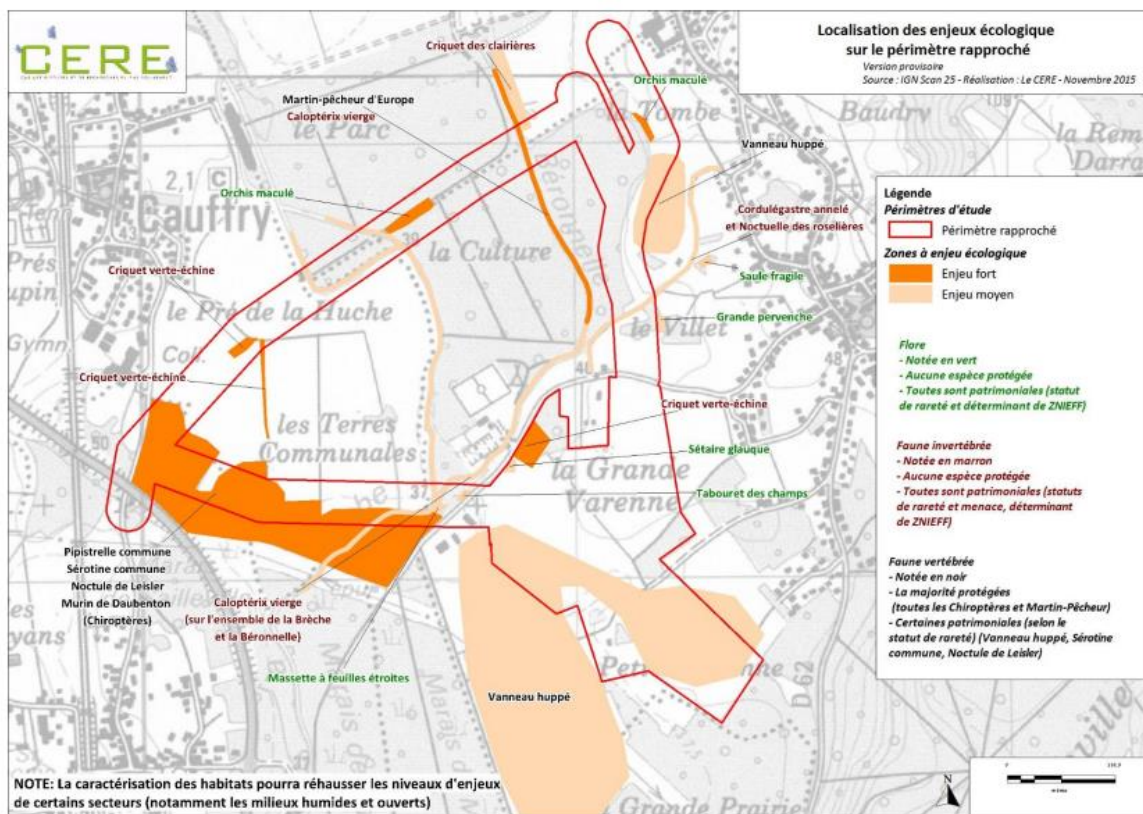 CERE
Localisation des enjeux écologique
sur le périmètre rapproché
Version provisoire
Source : IGN Scan 25 - Réalisation : Le CERE - Novembre 2015
Criquet des clairières
Orchis maculé
Martin-pêcheur d'Europe
Caloptérix vierge
le Parc
la Tombe
Baudry
Vanneau huppé
2,1 C
Cauffry
Orchis maculé
39
la Culture
Cordulégastre annelé
et Noctuelle des roselières
Criquet verte-échine
Saule fragile
le Pré de la Huche
Grande pervenche
le Villet
Gymn
Coll.
48
Criquet verte-échine
Criquet verte-échine
les Terres
Communales
50
Sétaire glauque
la Grande
Varenne
37
Tabouret des champs
Pipistrelle commune
Sérotine commune
Noctule de Leisler
Murin de Daubenton
(Chiroptères)
Caloptérix vierge
(sur l'ensemble de la Brèche
et la Béronnelle)
Massette à feuilles étroites
Vanneau huppé
D 62
Marais
la Grande Prairie
NOTE: La caractérisation des habitats pourra réhausser les niveaux d'enjeux
de certains secteurs (notamment les milieux humides et ouverts)
Légende
Périmètres d'étude
Périmètre rapproché
Zones à enjeu écologique
Enjeu fort
Enjeu moyen
Flore
- Notée en vert
- Aucune espèce protégée
- Toutes sont patrimoniales (statut
de rareté et déterminant de ZNIEFF)
Faune invertébrée
- Notée en marron
- Aucune espèce protégée
- Toutes sont patrimoniales (statuts
de rareté et menace, déterminant
de ZNIEFF)
Faune vertébrée
- Notée en noir
- La majorité protégées
(toutes les Chiroptères et Martin-Pêcheur)
- Certaines patrimoniales (selon le
statut de rareté) (Vanneau huppé, Sérotine
commune, Noctule de Leisler)
N